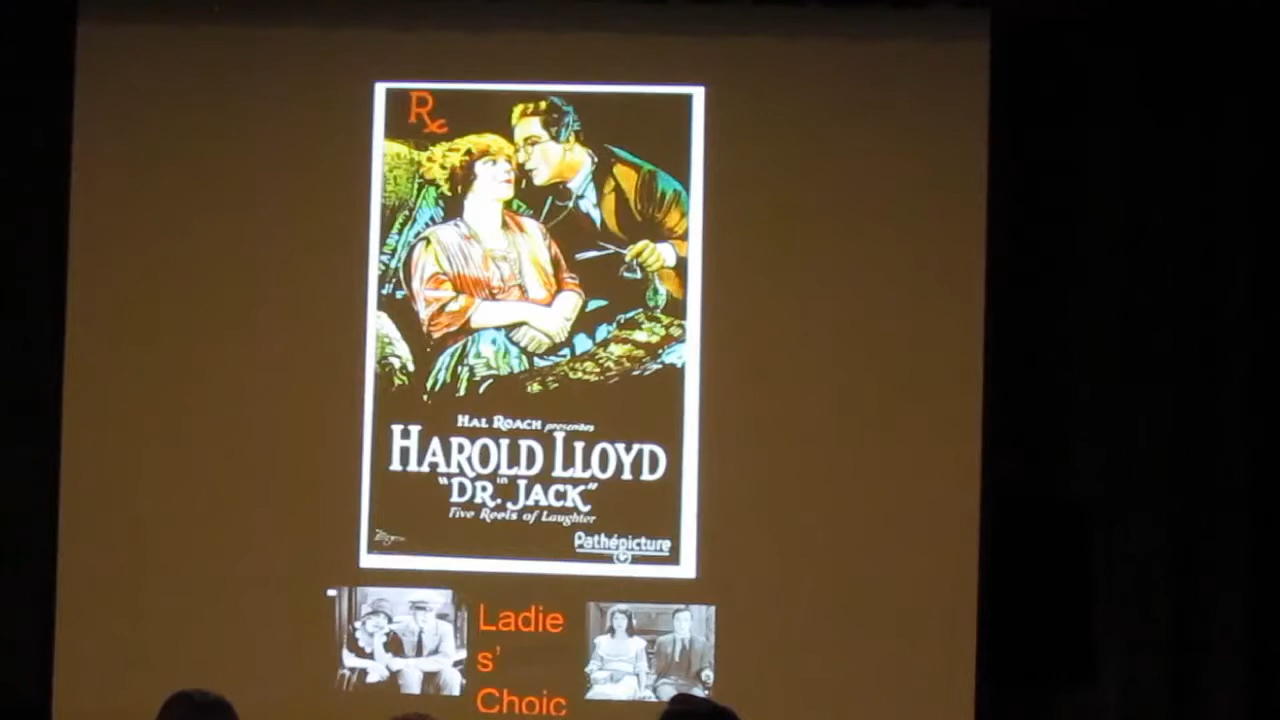 Rx
HAL ROACH presents
HAROLD LLOYD
in
"DR. JACK"
Five Reels of Laughter
Pathépicture
Ladie
s'
Choic